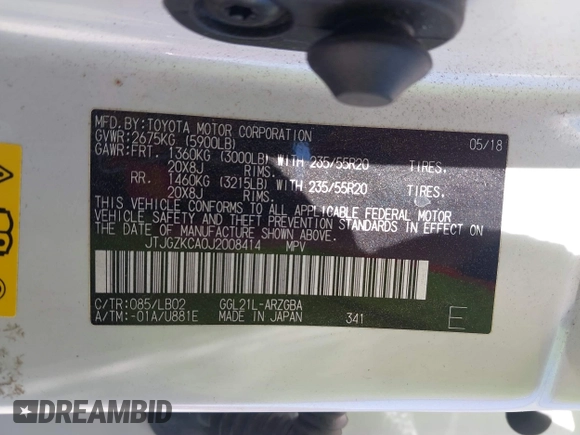 MFD.BY:TOYOTA MOTOR CORPORATION 05/18
GVWR:2675KG (5900LB)
GAWR:FRT. 1360KG (3000LB) WITH 235/55R20 TIRES.
20X8J RIMS.
RR. 1460KG (3215LB) WITH 235/55R20 TIRES.
20X8J RIMS.
THIS VEHICLE CONFORMS TO ALL APPLICABLE FEDERAL MOTOR
VEHICLE SAFETY AND THEFT PREVENTION STANDARDS IN EFFECT ON
THE DATE OF MANUFACTURE SHOWN ABOVE.
JTJGZKCA0J2008414 MPV
C/TR:085/LB02 GGL21L-ARZGBA
A/TM:-01A/U881E MADE IN JAPAN 341 E
DREAMBID